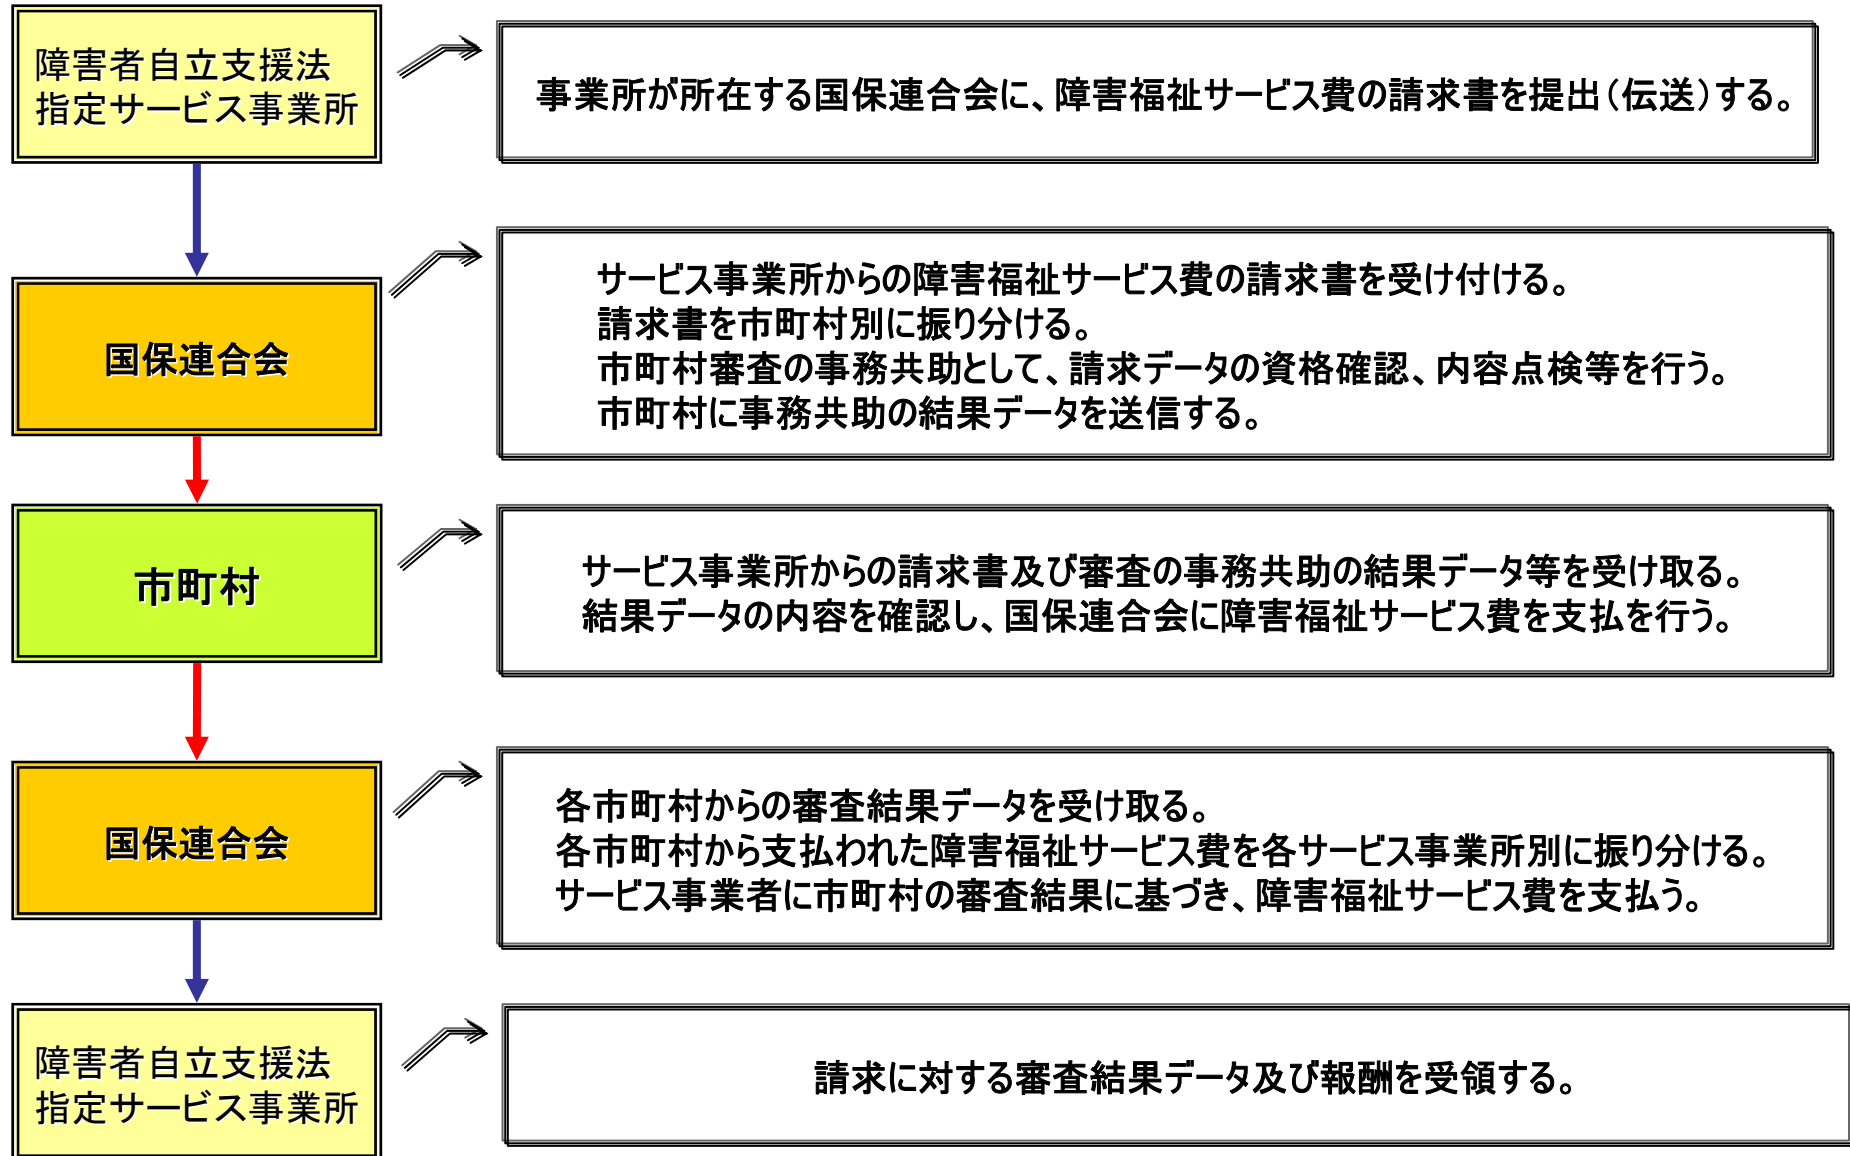 障害者自立支援法
指定サービス事業所
事業所が所在する国保連合会に、障害福祉サービス費の請求書を提出（伝送）する。
国保連合会
サービス事業所からの障害福祉サービス費の請求書を受け付ける。
請求書を市町村別に振り分ける。
市町村審査の事務共助として、請求データの資格確認、内容点検等を行う。
市町村に事務共助の結果データを送信する。
市町村
サービス事業所からの請求書及び審査の事務共助の結果データ等を受け取る。
結果データの内容を確認し、国保連合会に障害福祉サービス費を支払を行う。
国保連合会
各市町村からの審査結果データを受け取る。
各市町村から支払われた障害福祉サービス費を各サービス事業所別に振り分ける。
サービス事業者に市町村の審査結果に基づき、障害福祉サービス費を支払う。
障害者自立支援法
指定サービス事業所
請求に対する審査結果データ及び報酬を受領する。